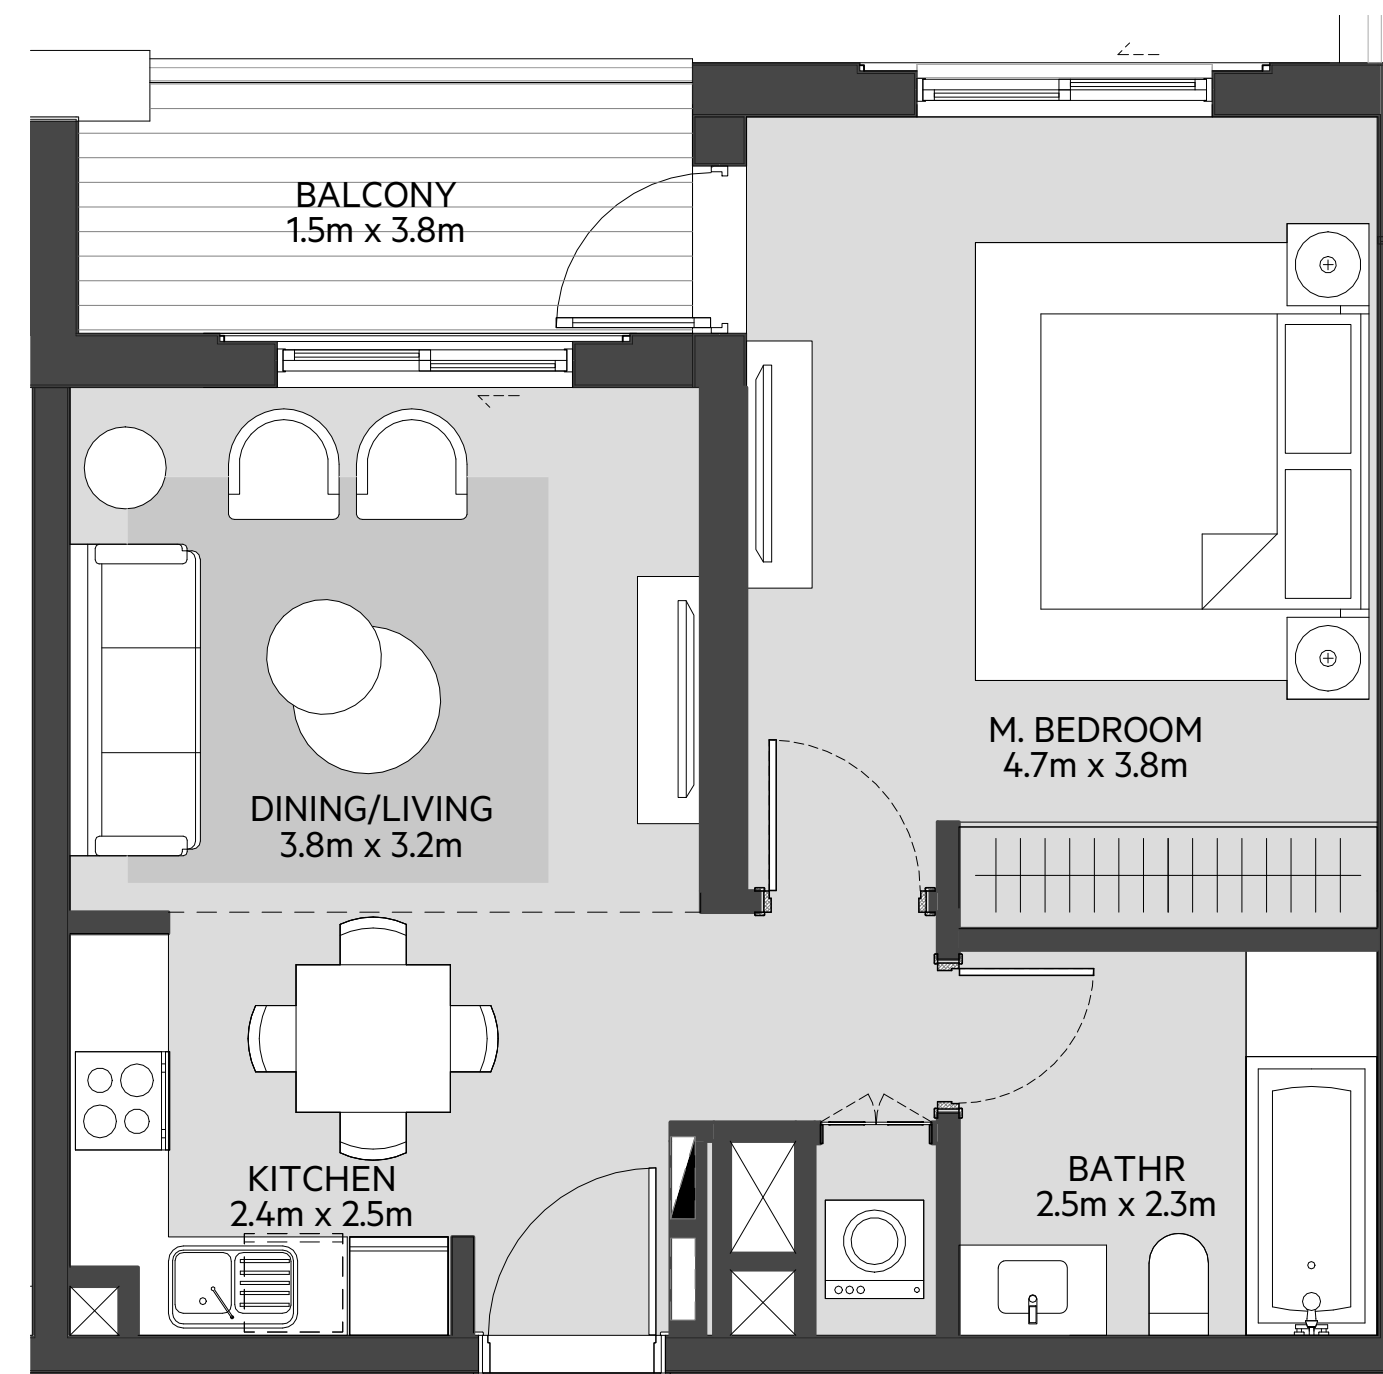 BALCONY
1.5m x 3.8m
M. BEDROOM
4.7m x 3.8m
DINING/LIVING
3.8m x 3.2m
KITCHEN
2.4m x 2.5m
BATHR
2.5m x 2.3m